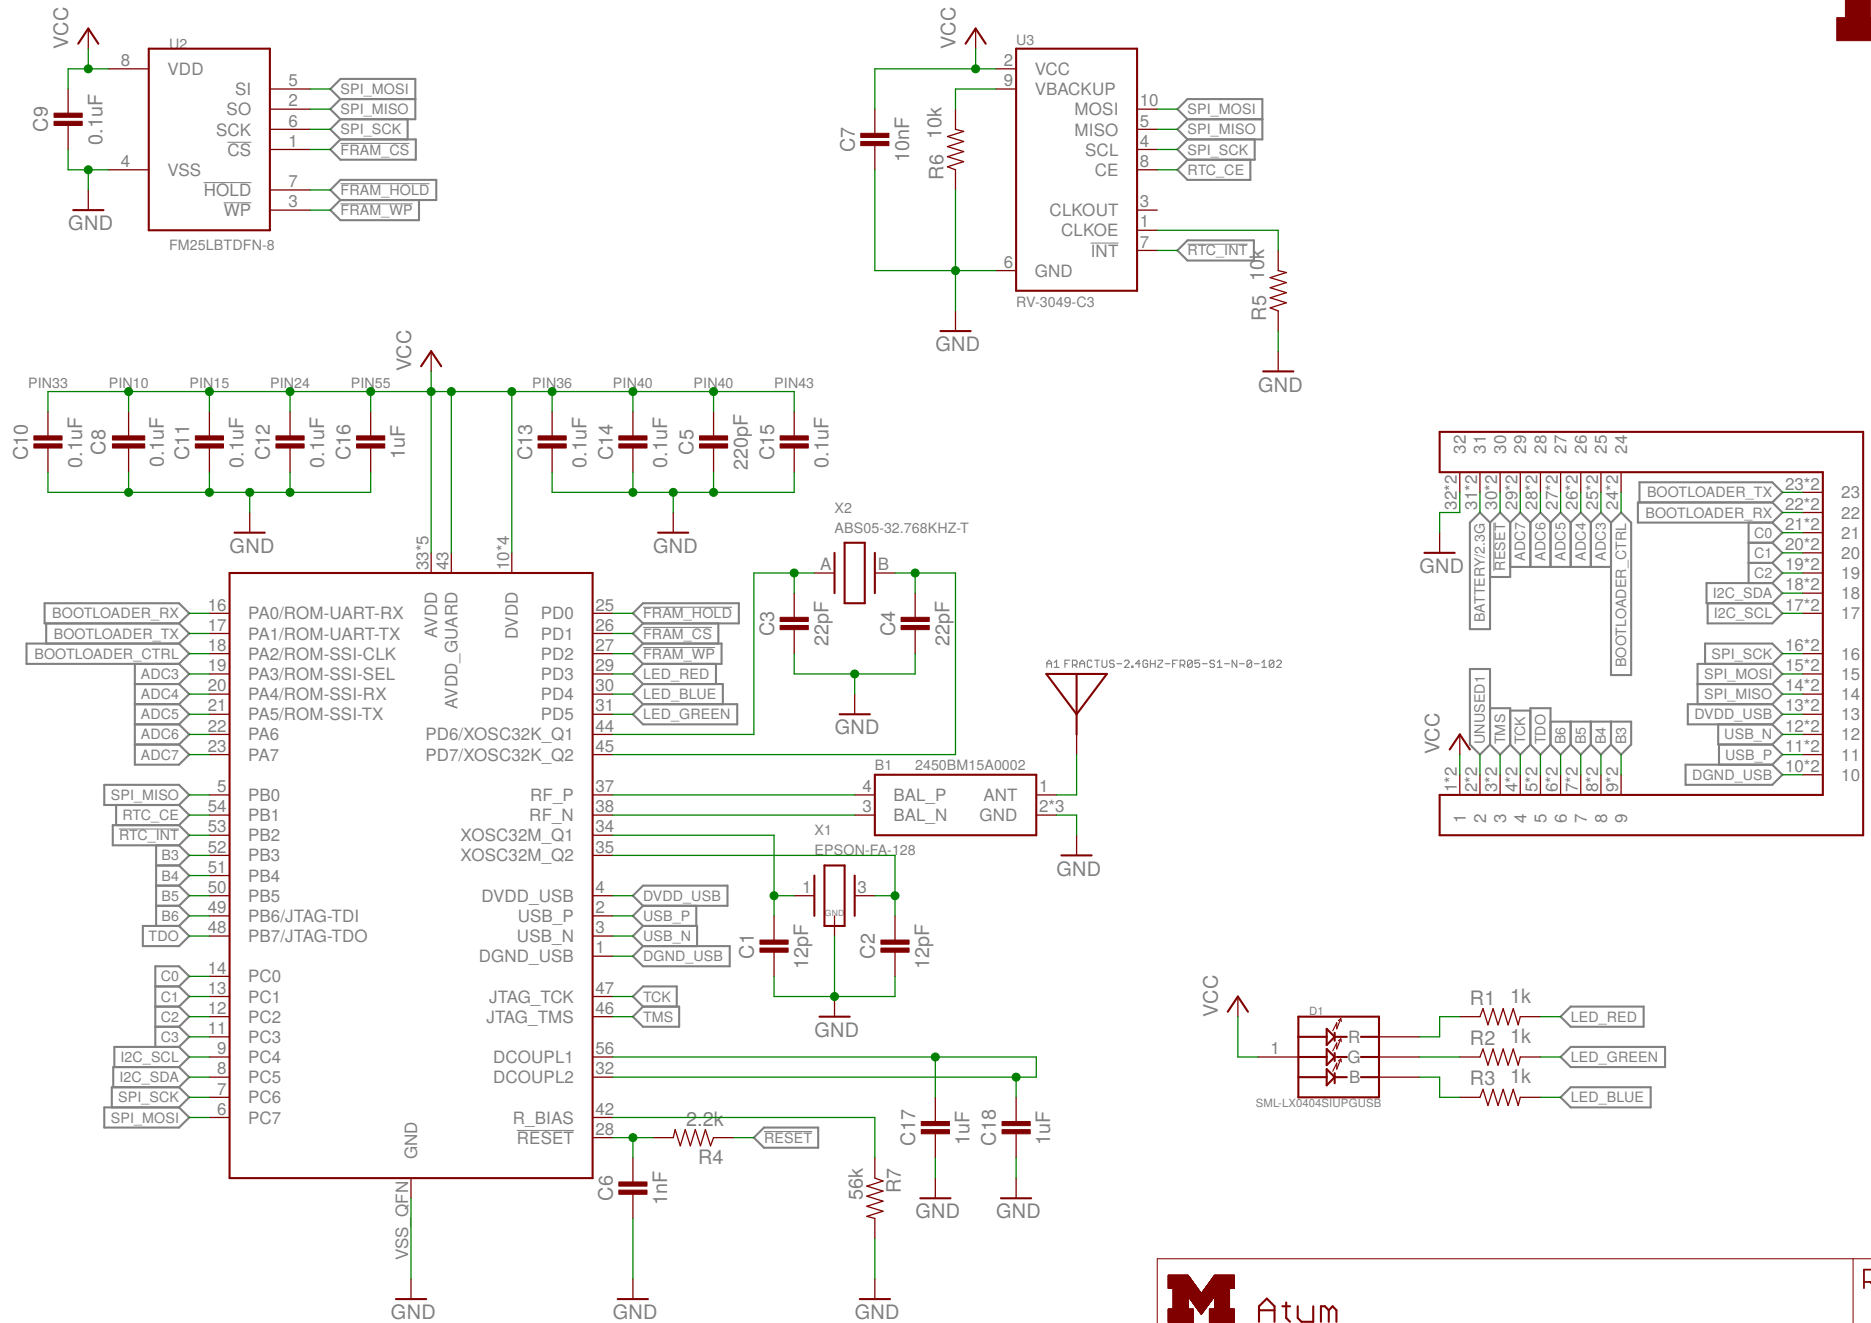 VCC
U2
8
VDD
SI
5
SPI_MOSI
SO
2
SPI_MISO
SCK
6
SPI_SCK
CS
1
FRAM_CS
C9
0.1uF
4
VSS
HOLD
7
FRAM_HOLD
WP
3
FRAM_WP
GND
FM25LBTDFN-8
VCC
U3
2
VCC
9
VBACKUP
MOSI
10
SPI_MOSI
MISO
5
SPI_MISO
SCL
4
SPI_SCK
CE
8
RTC_CE
CLKOUT
3
CLKOE
1
INT
7
RTC_INT
6
GND
C7
10nF
R6
10k
R5
10k
RV-3049-C3
GND
GND
VCC
PIN33
PIN10
PIN15
PIN24
PIN55
PIN36
PIN40
PIN40
PIN43
C10
0.1uF
C8
0.1uF
C11
0.1uF
C12
0.1uF
C16
1uF
C13
0.1uF
C14
0.1uF
C5
220pF
C15
0.1uF
GND
GND
33*5
43
10*4
AVDD
AVDD_GUARD
DVDD
BOOTLOADER_RX
16
PA0/ROM-UART-RX
BOOTLOADER_TX
17
PA1/ROM-UART-TX
BOOTLOADER_CTRL
18
PA2/ROM-SSI-CLK
ADC3
19
PA3/ROM-SSI-SEL
ADC4
20
PA4/ROM-SSI-RX
ADC5
21
PA5/ROM-SSI-TX
ADC6
22
PA6
ADC7
23
PA7
SPI_MISO
5
PB0
RTC_CE
54
PB1
RTC_INT
53
PB2
B3
52
PB3
B4
51
PB4
B5
50
PB5
B6
49
PB6/JTAG-TDI
TDO
48
PB7/JTAG-TDO
C0
14
PC0
C1
13
PC1
C2
12
PC2
C3
11
PC3
I2C_SCL
9
PC4
I2C_SDA
8
PC5
SPI_SCK
7
PC6
SPI_MOSI
6
PC7
GND
VSS_QFN
GND
PD0
25
FRAM_HOLD
PD1
26
FRAM_CS
PD2
27
FRAM_WP
PD3
29
LED_RED
PD4
30
LED_BLUE
PD5
31
LED_GREEN
PD6/XOSC32K_Q1
44
PD7/XOSC32K_Q2
45
RF_P
37
RF_N
38
XOSC32M_Q1
34
XOSC32M_Q2
35
DVDD_USB
4
DVDD_USB
USB_P
2
USB_P
USB_N
3
USB_N
DGND_USB
1
DGND_USB
JTAG_TCK
47
TCK
JTAG_TMS
46
TMS
DCOUPL1
56
DCOUPL2
32
R_BIAS
42
RESET
28
2.2k
R4
RESET
C6
1nF
GND
56k
R7
GND
C17
1uF
GND
C18
1uF
GND
X2
ABS05-32.768KHZ-T
A
B
C3
22pF
C4
22pF
GND
A1 FRACTUS-2.4GHZ-FR05-S1-N-0-102
B1
2450BM15A0002
4
BAL_P
ANT
1
3
BAL_N
GND
2*3
GND
X1
EPSON-FA-128
1
3
GND
C1
12pF
C2
12pF
GND
32
31
30
29
28
27
26
25
24
32*2
31*2
30*2
29*2
28*2
27*2
26*2
25*2
24*2
GND
BATTERY/2.3G
RESET
ADC7
ADC6
ADC5
ADC4
ADC3
BOOTLOADER_CTRL
BOOTLOADER_TX
23*2
23
BOOTLOADER_RX
22*2
22
C0
21*2
21
C1
20*2
20
C2
19*2
19
I2C_SDA
18*2
18
I2C_SCL
17*2
17
SPI_SCK
16*2
16
SPI_MOSI
15*2
15
SPI_MISO
14*2
14
DVDD_USB
13*2
13
USB_N
12*2
12
USB_P
11*2
11
DGND_USB
10*2
10
VCC
UNUSED1
TMS
TCK
TDO
B6
B5
B4
B3
1*2
2*2
3*2
4*2
5*2
6*2
7*2
8*2
9*2
1
2
3
4
5
6
7
8
9
VCC
1
D1
R
G
B
SML-LX0404SIUPGUSB
R1
1k
LED_RED
R2
1k
LED_GREEN
R3
1k
LED_BLUE
M
Atum